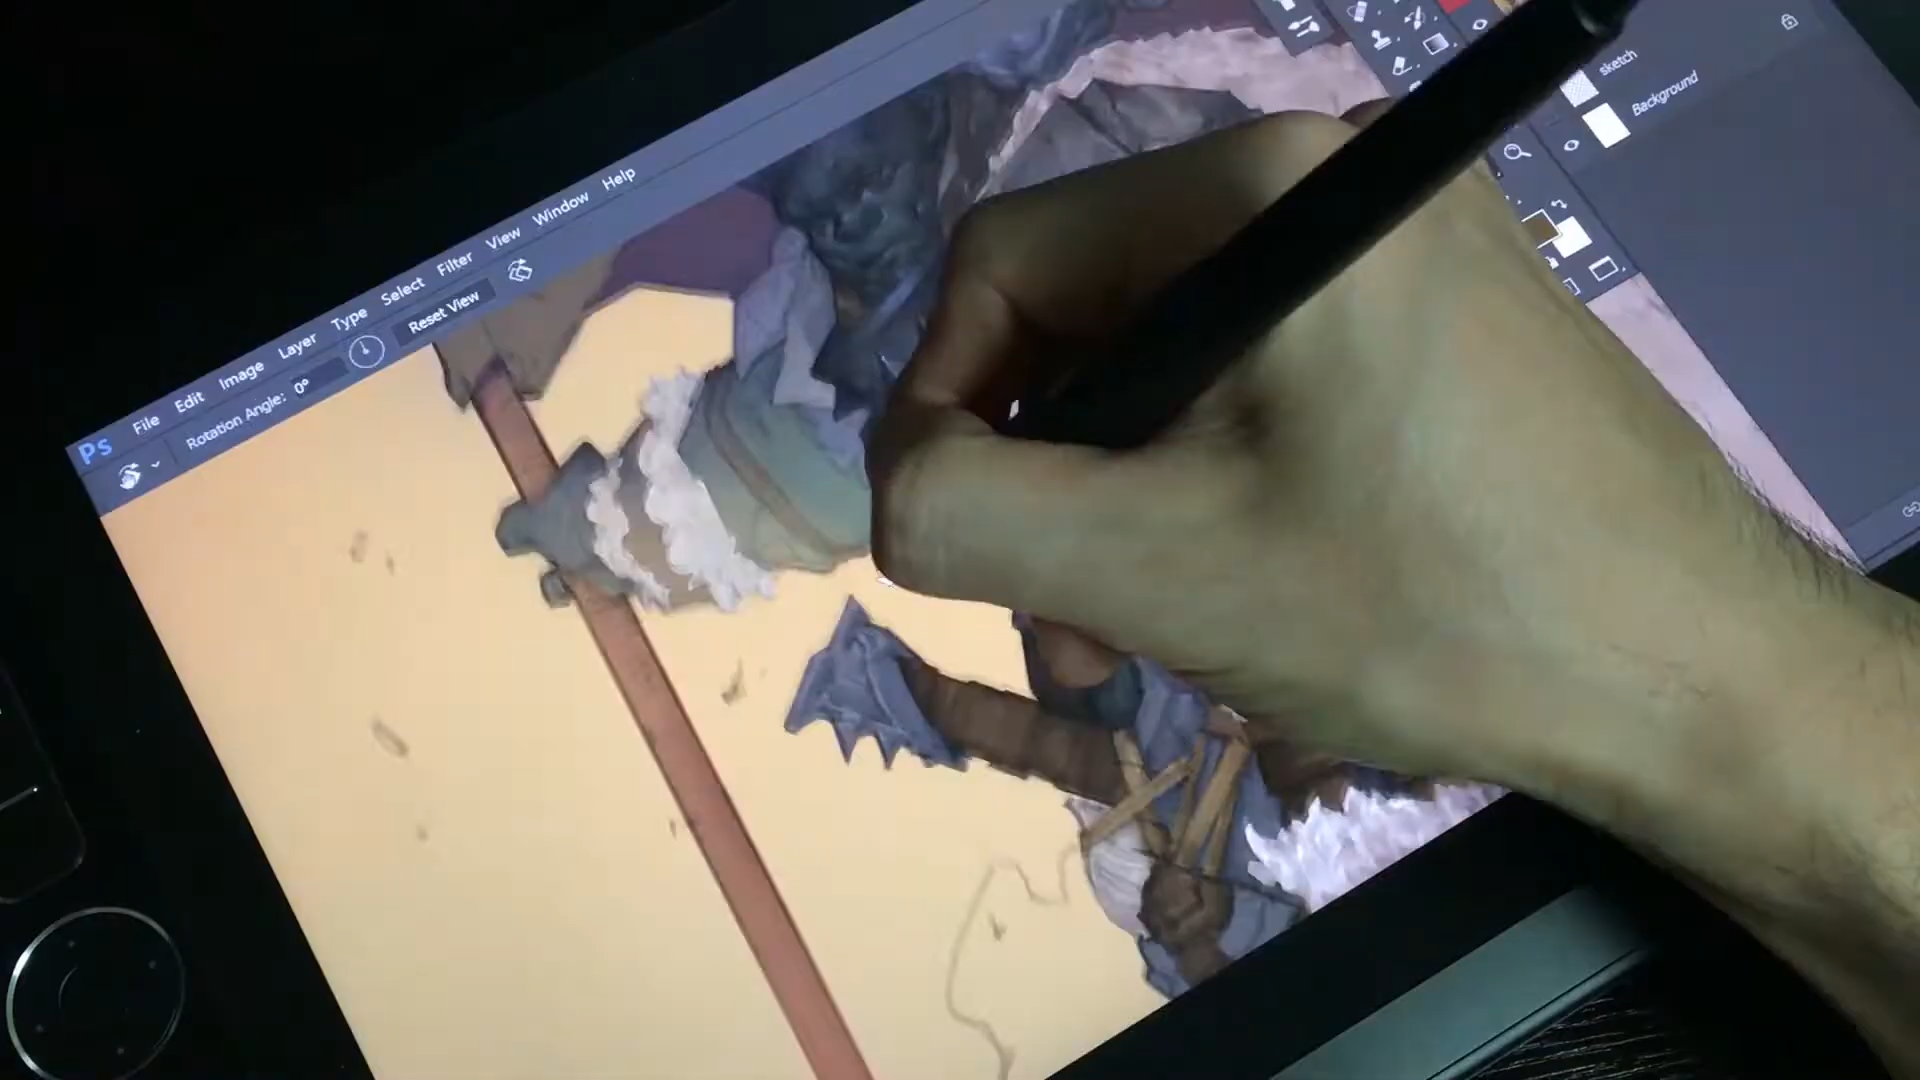 Ps File Edit Image Layer Type Select Filter View Window Help
Rotation Angle: 0° Reset View
sketch
Background